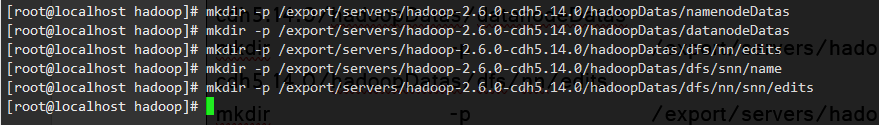 [root@localhost hadoop]# mkdir -p /export/servers/hadoop-2.6.0-cdh5.14.0/hadoopDatas/namenodeDatas
[root@localhost hadoop]# mkdir -p /export/servers/hadoop-2.6.0-cdh5.14.0/hadoopDatas/datanodeDatas
[root@localhost hadoop]# mkdir -p /export/servers/hadoop-2.6.0-cdh5.14.0/hadoopDatas/dfs/nn/edits
[root@localhost hadoop]# mkdir -p /export/servers/hadoop-2.6.0-cdh5.14.0/hadoopDatas/dfs/snn/name
[root@localhost hadoop]# mkdir -p /export/servers/hadoop-2.6.0-cdh5.14.0/hadoopDatas/dfs/nn/snn/edits
[root@localhost hadoop]#
mkdir -p /export/servers/hado